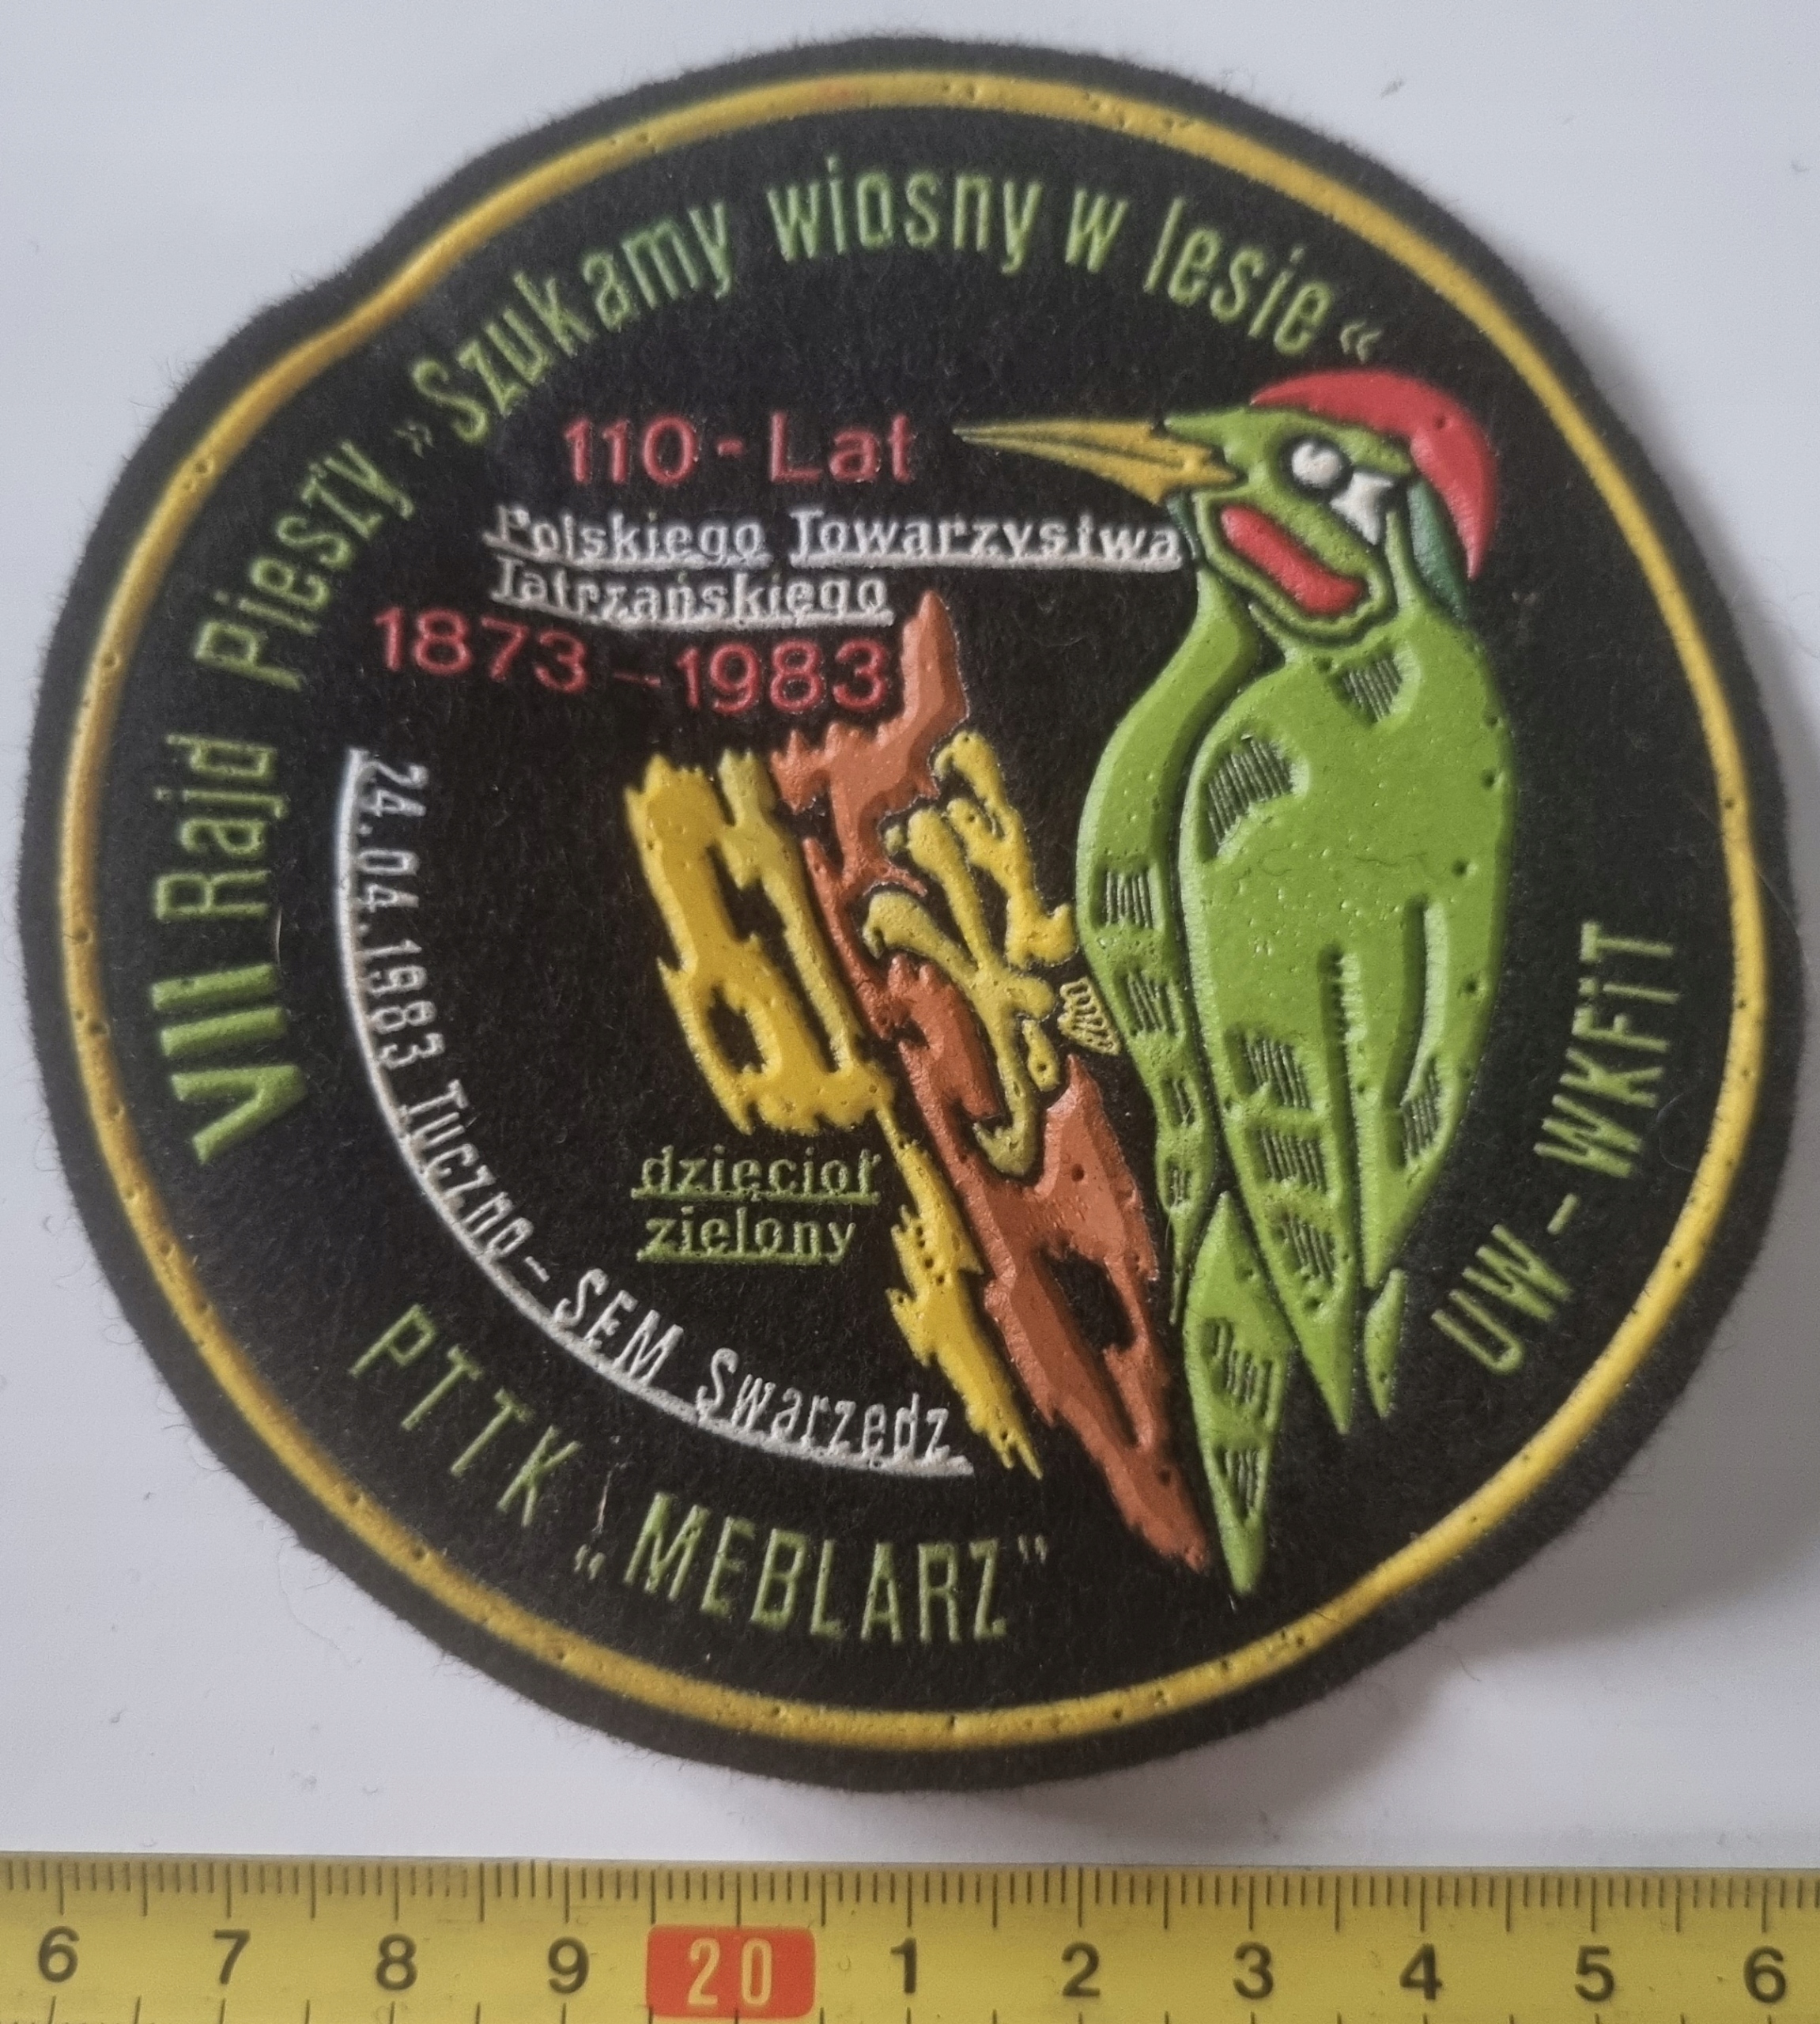 VII Rajd Pieszy „Szukamy wiosny w lesie“
110-Lat
Polskiego Towarzystwa
Tatrzańskiego
1873-1983
24.04.1983 Tuczno-SEM Swarzędz
dzięcioł
zielony
PTTK „MEBLARZ”
UW-WKFiT
6 7 8 9 20 1 2 3 4 5 6